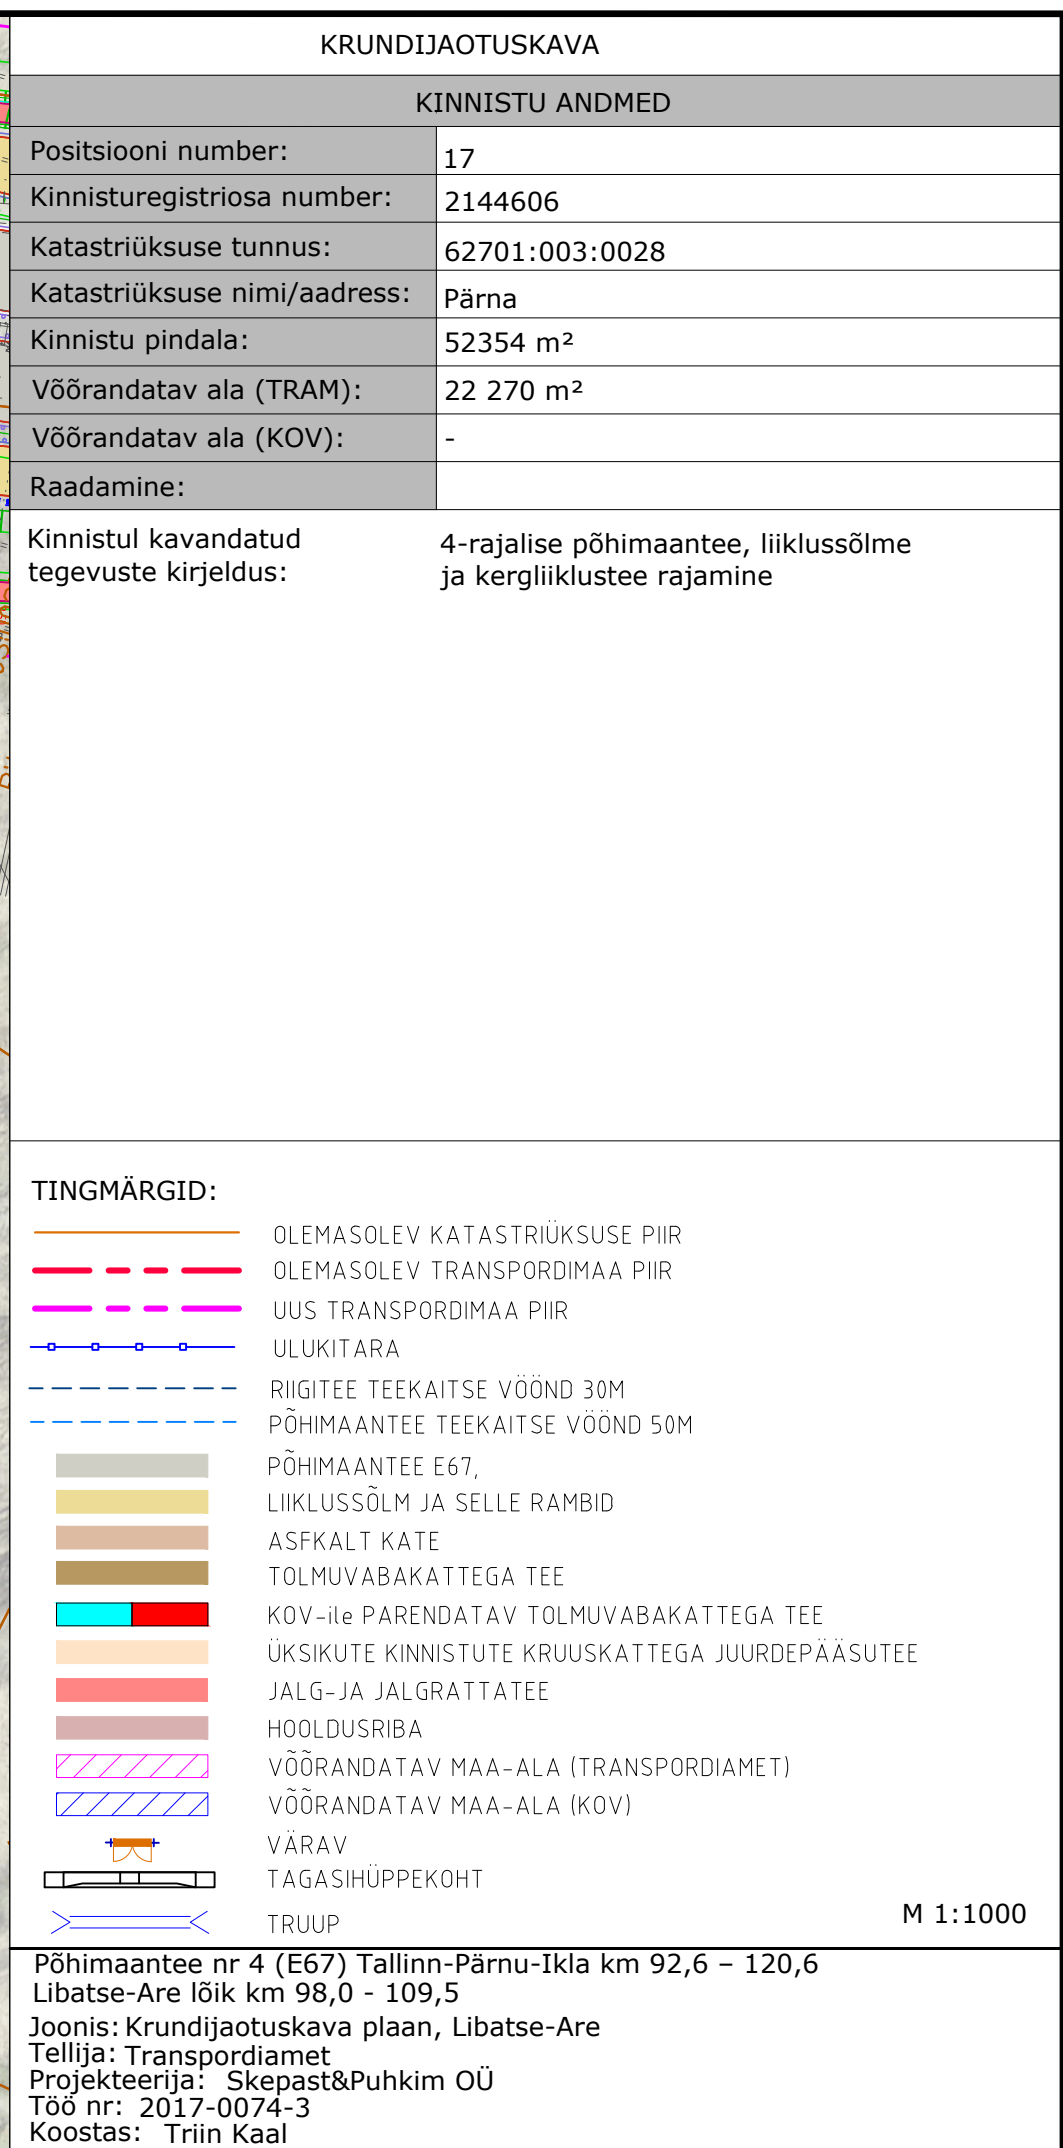 KRUNDIJAOTUSKAVA
KINNISTU ANDMED
Positsiooni number: 17
Kinnisturegistriosa number: 2144606
Katastriüksuse tunnus: 62701:003:0028
Katastriüksuse nimi/aadress: Pärna
Kinnistu pindala: 52354 m²
Võõrandatav ala (TRAM): 22 270 m²
Võõrandatav ala (KOV): -
Raadamine:
Kinnistul kavandatud 4-rajalise põhimaantee, liiklussõlme
tegevuste kirjeldus: ja kergliiklustee rajamine
TINGMÄRGID:
OLEMASOLEV KATASTRIÜKSUSE PIIR
OLEMASOLEV TRANSPORDIMAA PIIR
UUS TRANSPORDIMAA PIIR
ULUKITARA
RIIGITEE TEEKAITSE VÖÖND 30M
PÕHIMAANTEE TEEKAITSE VÖÖND 50M
PÕHIMAANTEE E67,
LIIKLUSSÕLM JA SELLE RAMBID
ASFKALT KATE
TOLMUVABAKATTEGA TEE
KOV-ile PARENDATAV TOLMUVABAKATTEGA TEE
ÜKSIKUTE KINNISTUTE KRUUSKATTEGA JUURDEPÄÄSUTEE
JALG-JA JALGRATTATEE
HOOLDUSRIBA
VÕÕRANDATAV MAA-ALA (TRANSPORDIAMET)
VÕÕRANDATAV MAA-ALA (KOV)
VÄRAV
TAGASIHÜPPEKOHT
TRUUP
M 1:1000
Põhimaantee nr 4 (E67) Tallinn-Pärnu-Ikla km 92,6 – 120,6
Libatse-Are lõik km 98,0 - 109,5
Joonis: Krundijaotuskava plaan, Libatse-Are
Tellija: Transpordiamet
Projekteerija: Skepast&Puhkim OÜ
Töö nr: 2017-0074-3
Koostas: Triin Kaal